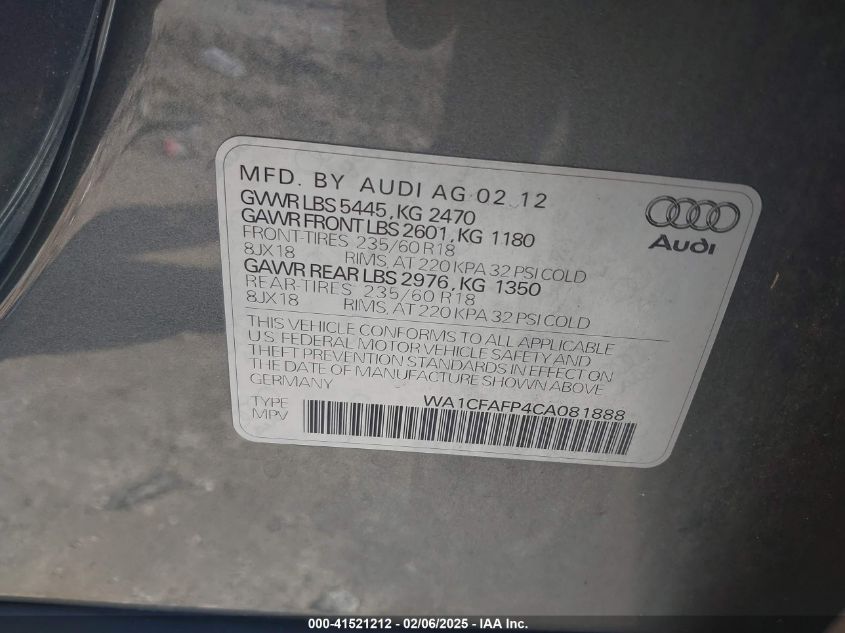 MFD. BY AUDI AG 02 12
GVWR LBS 5445, KG 2470
GAWR FRONT LBS 2601, KG 1180
FRONT-TIRES 235/60 R18
8JX18 RIMS, AT 220 KPA 32 PSI COLD
GAWR REAR LBS 2976, KG 1350
REAR-TIRES 235/60 R18
8JX18 RIMS, AT 220 KPA 32 PSI COLD
Audi
THIS VEHICLE CONFORMS TO ALL APPLICABLE
U.S. FEDERAL MOTOR VEHICLE SAFETY AND
THEFT PREVENTION STANDARDS IN EFFECT ON
THE DATE OF MANUFACTURE SHOWN ABOVE
GERMANY
WA1CFAFP4CA081888
TYPE
MPV
000-41521212 - 02/06/2025 - IAA Inc.